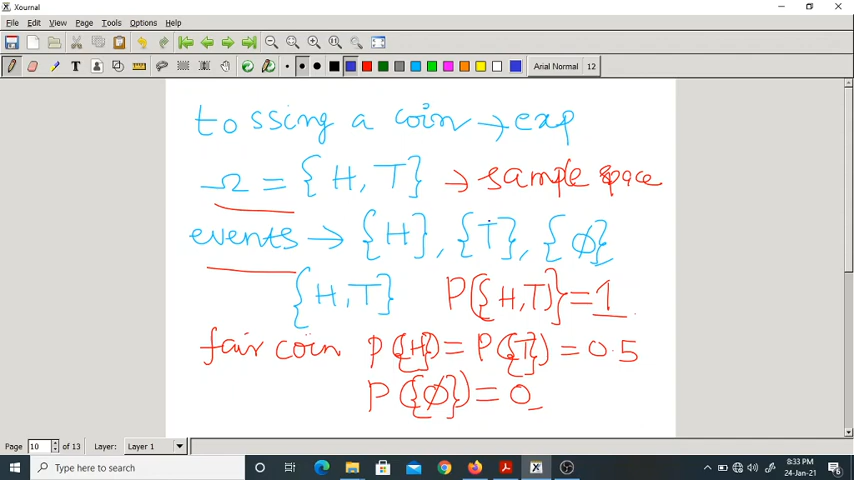 Xournal
File Edit View Page Tools Options Help
Arial Normal 12
tossing a coin → exp
Ω = {H, T} → sample space
events → {H}, {T}, {φ}
{H, T} P({H, T}) = 1
fair coin P({H}) = P({T}) = 0.5
P({φ}) = 0
Page 10 of 13 Layer: Layer 1
Type here to search
8:33 PM
24-Jan-21
6